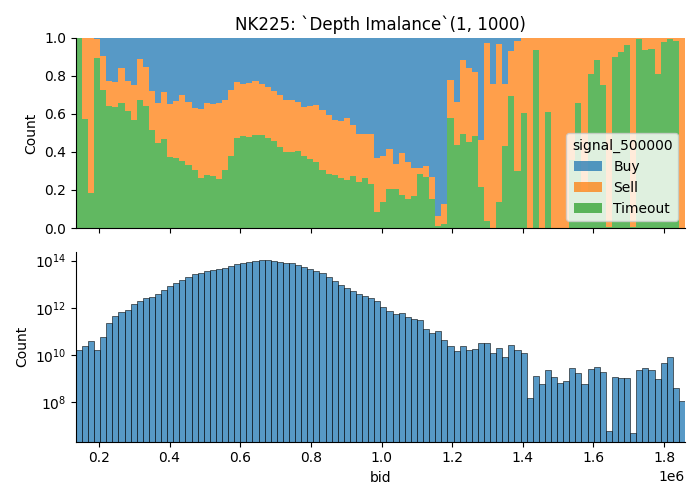 NK225: `Depth Imalance`(1, 1000)
1.0
0.8
0.6
0.4
0.2
0.0
Count
signal_500000
Buy
Sell
Timeout
10^14
10^12
10^10
10^8
Count
0.2 0.4 0.6 0.8 1.0 1.2 1.4 1.6 1.8
1e6
bid